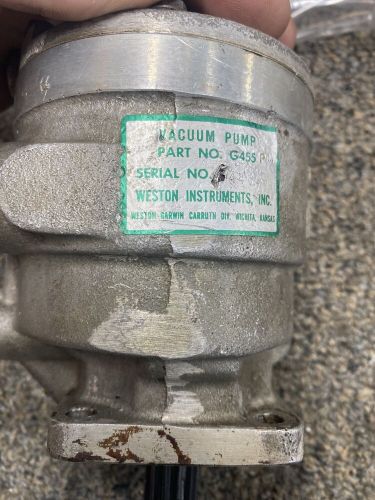 VACUUM PUMP
PART NO. G455
SERIAL NO.
WESTON INSTRUMENTS, INC.
WESTON-GARWIN CARRUTH DIV. WICHITA, KANSAS